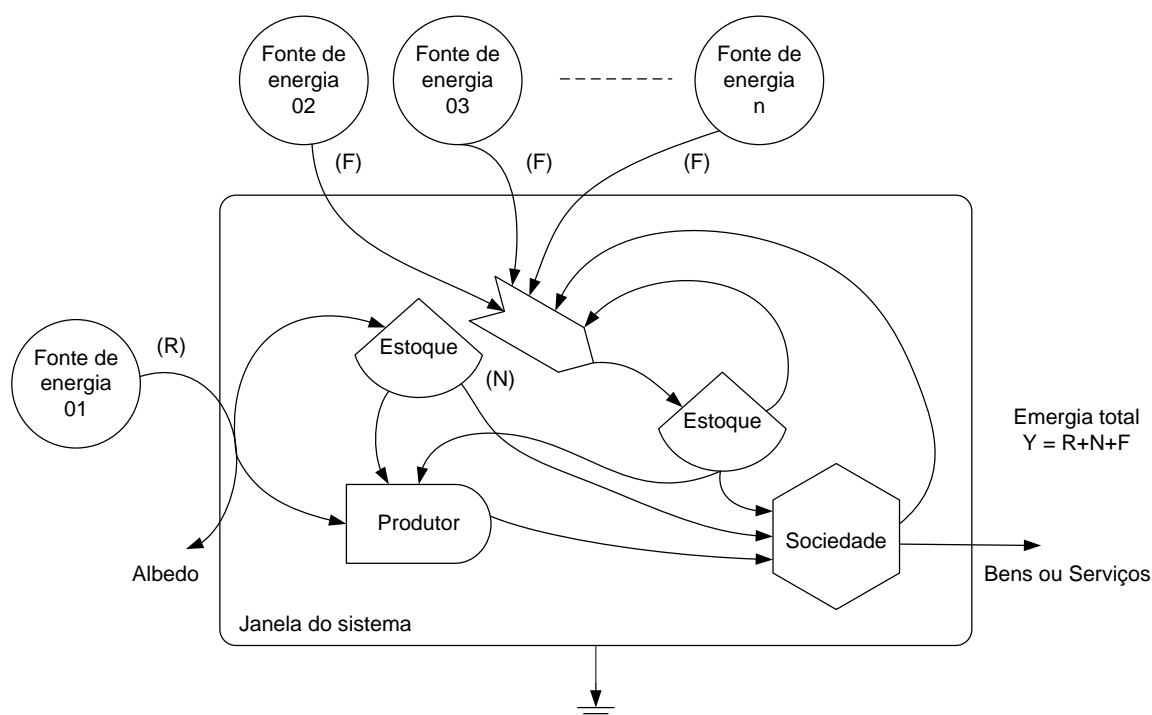 Fonte de
energia
02
Fonte de
energia
03
Fonte de
energia
n
(F)
(F)
(F)
Fonte de
energia
01
(R)
Estoque
(N)
Estoque
Emergia total
Y = R+N+F
Produtor
Sociedade
Albedo
Bens ou Serviços
Janela do sistema